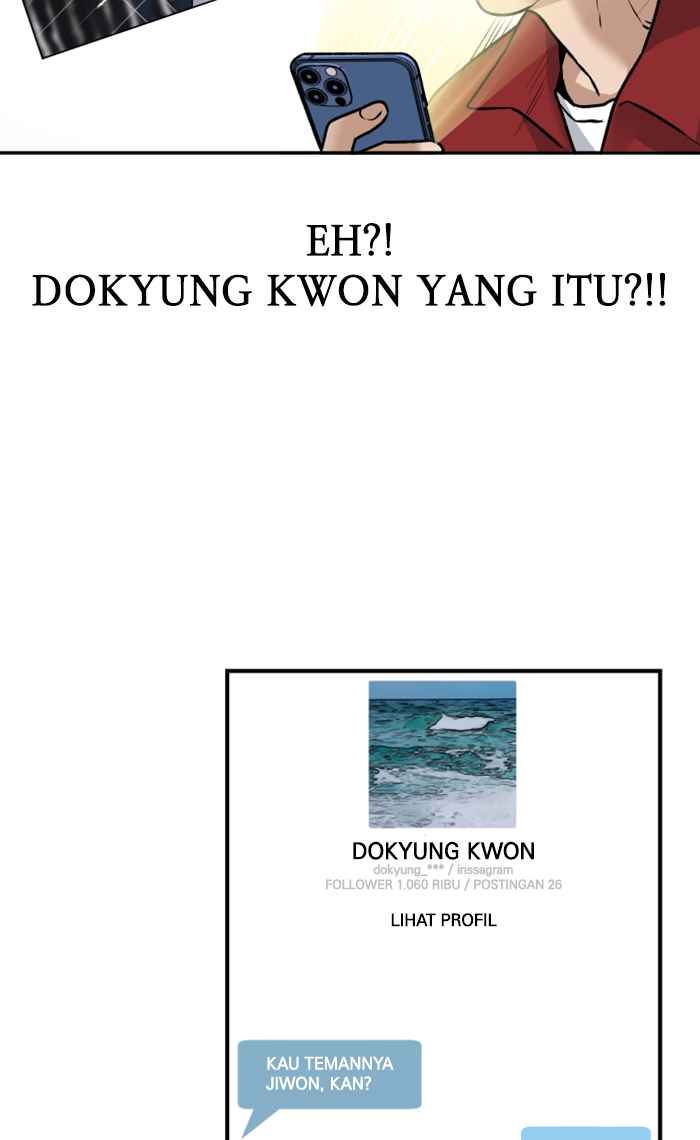 EH?!
DOKYUNG KWON YANG ITU?!!
DOKYUNG KWON
dokyung_*** / inssagram
FOLLOWER 1.060 RIBU / POSTINGAN 26
LIHAT PROFIL
KAU TEMANNYA
JIWON, KAN?